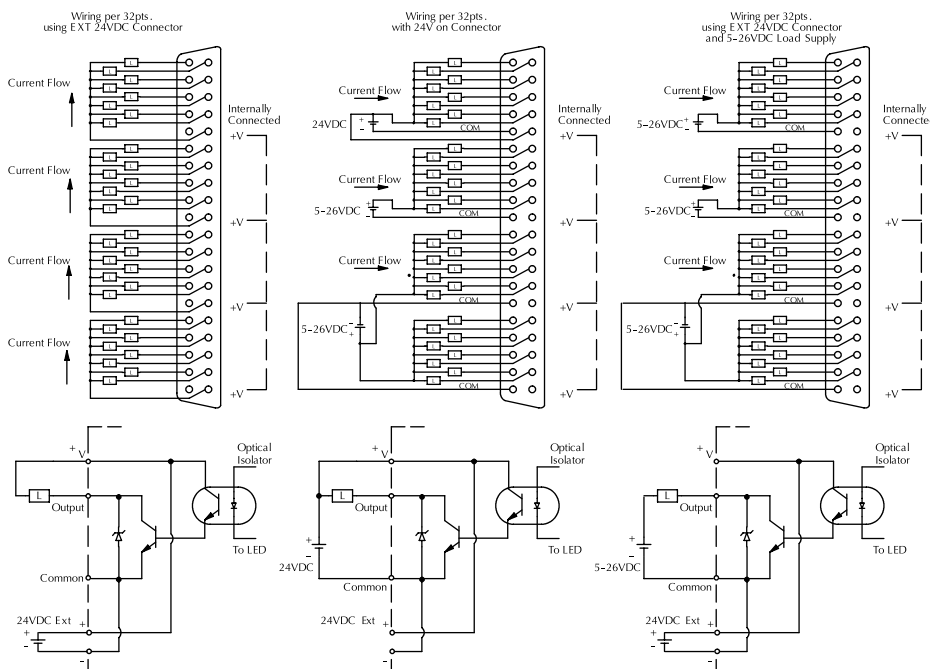 Wiring per 32pts.
using EXT 24VDC Connector
Current Flow
L
L
L
L
L
L
L
L
Current Flow
L
L
L
L
L
L
L
L
Current Flow
L
L
L
L
L
L
L
L
Current Flow
L
L
L
L
L
L
L
L
Internally
Connected
+V
+V
+V
+V
Wiring per 32pts.
with 24V on Connector
Current Flow
24VDC
+
-
L
L
L
L
L
L
L
L
COM
Current Flow
5-26VDC
+
-
L
L
L
L
L
L
L
L
COM
Current Flow
L
L
L
L
L
L
L
L
COM
5-26VDC
-
+
L
L
L
L
L
L
L
L
COM
Internally
Connected
+V
+V
+V
+V
Wiring per 32pts.
using EXT 24VDC Connector
and 5-26VDC Load Supply
Current Flow
5-26VDC
+
-
L
L
L
L
L
L
L
L
COM
Current Flow
5-26VDC
+
-
L
L
L
L
L
L
L
L
COM
Current Flow
L
L
L
L
L
L
L
L
COM
5-26VDC
-
+
L
L
L
L
L
L
L
L
COM
Internally
Connected
+V
+V
+V
+V
+ V
Optical
Isolator
L
Output
To LED
Common
24VDC Ext +
+
-
-
+ V
Optical
Isolator
L
Output
+
-
24VDC
To LED
Common
24VDC Ext +
-
+ V
Optical
Isolator
L
Output
+
-
5-26VDC
To LED
Common
24VDC Ext +
+
-
-